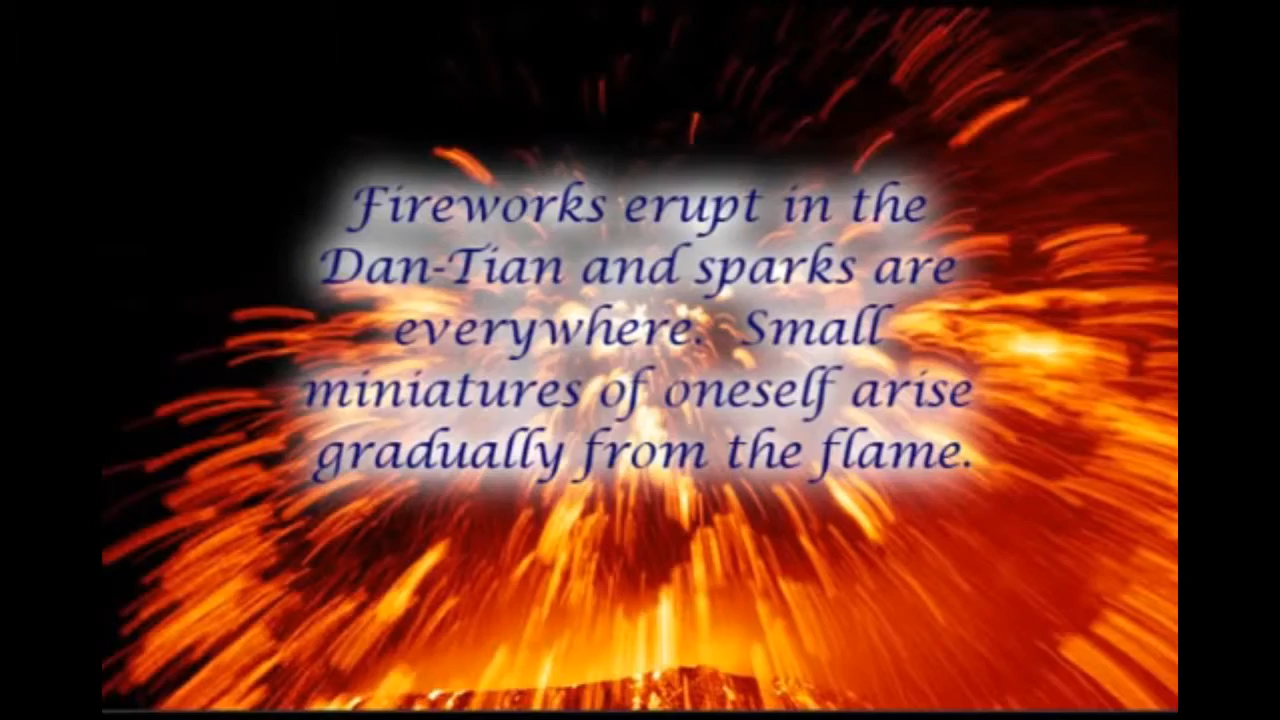 Fireworks erupt in the
Dan-Tian and sparks are
everywhere.  Small
miniatures of oneself arise
gradually from the flame.